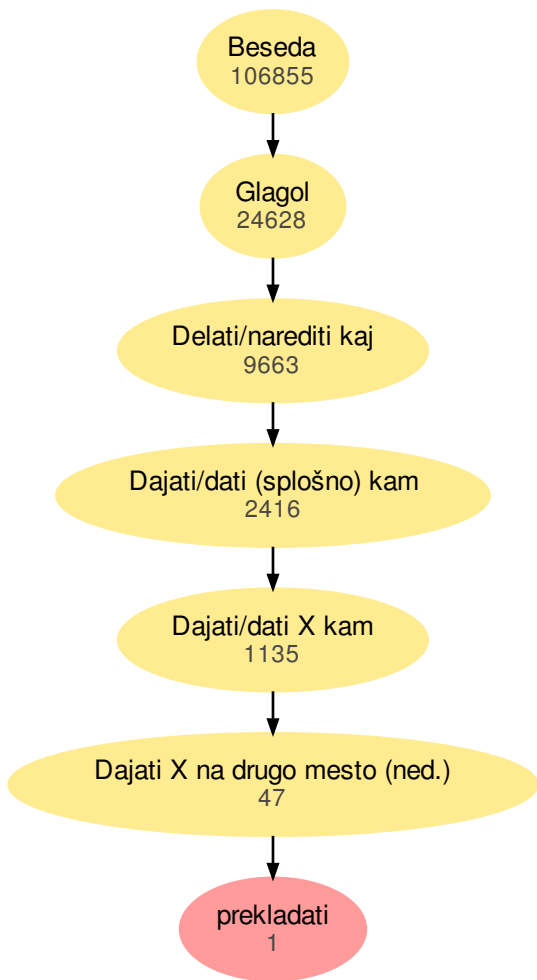 Beseda
106855
Glagol
24628
Delati/narediti kaj
9663
Dajati/dati (splošno) kam
2416
Dajati/dati X kam
1135
Dajati X na drugo mesto (ned.)
47
prekladati
1